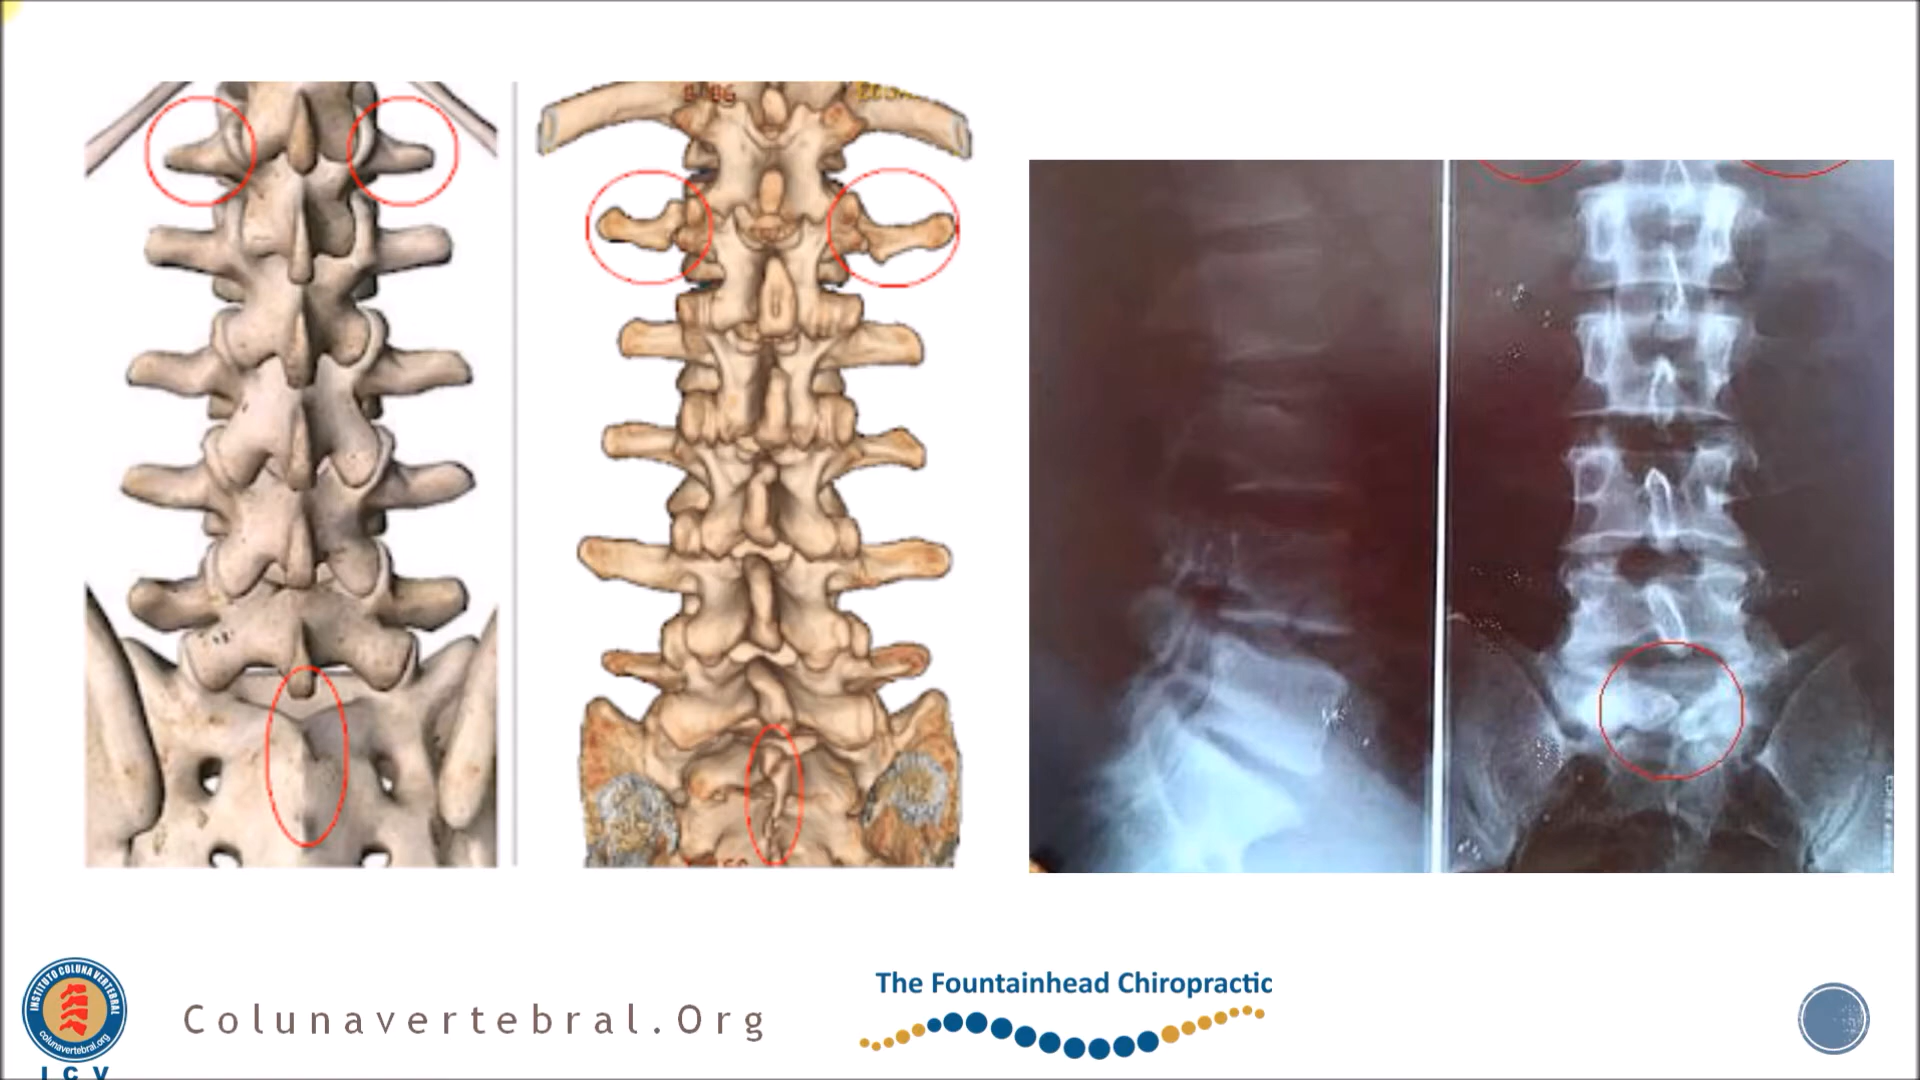 INSTITUTO COLUNA VERTEBRAL
colunavertebral.org
I C V
Colunavertebral.Org
The Fountainhead Chiropractic